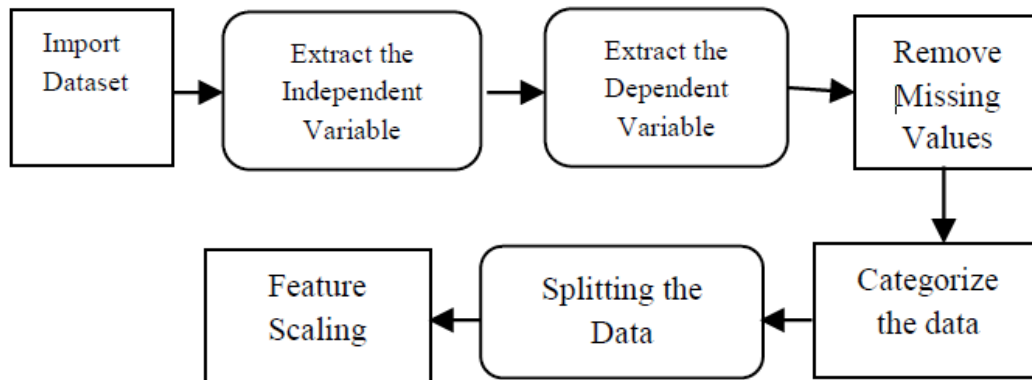 Import
Dataset
Extract the
Independent
Variable
Extract the
Dependent
Variable
Remove
Missing
Values
Categorize
the data
Splitting the
Data
Feature
Scaling